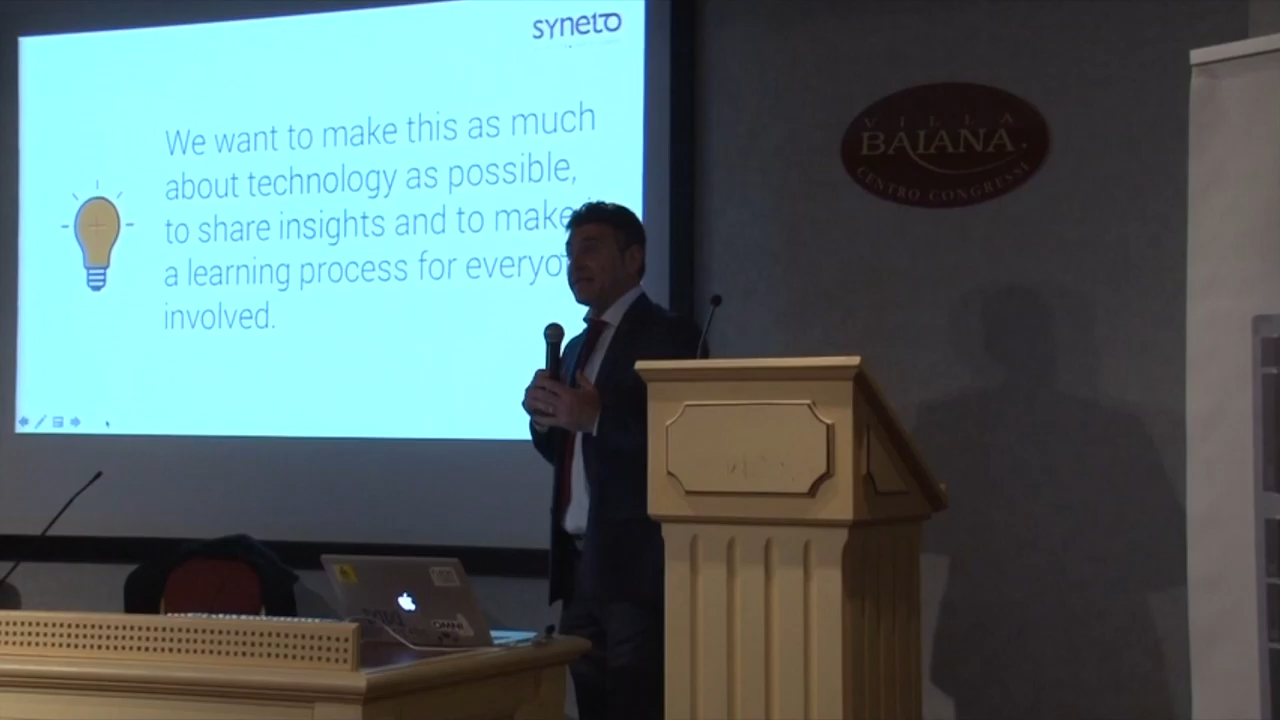 syneto
We want to make this as much
about technology as possible,
to share insights and to make
a learning process for everyo
involved.
VILLA
BAIANA
CENTRO CONGRESSI
OMNI